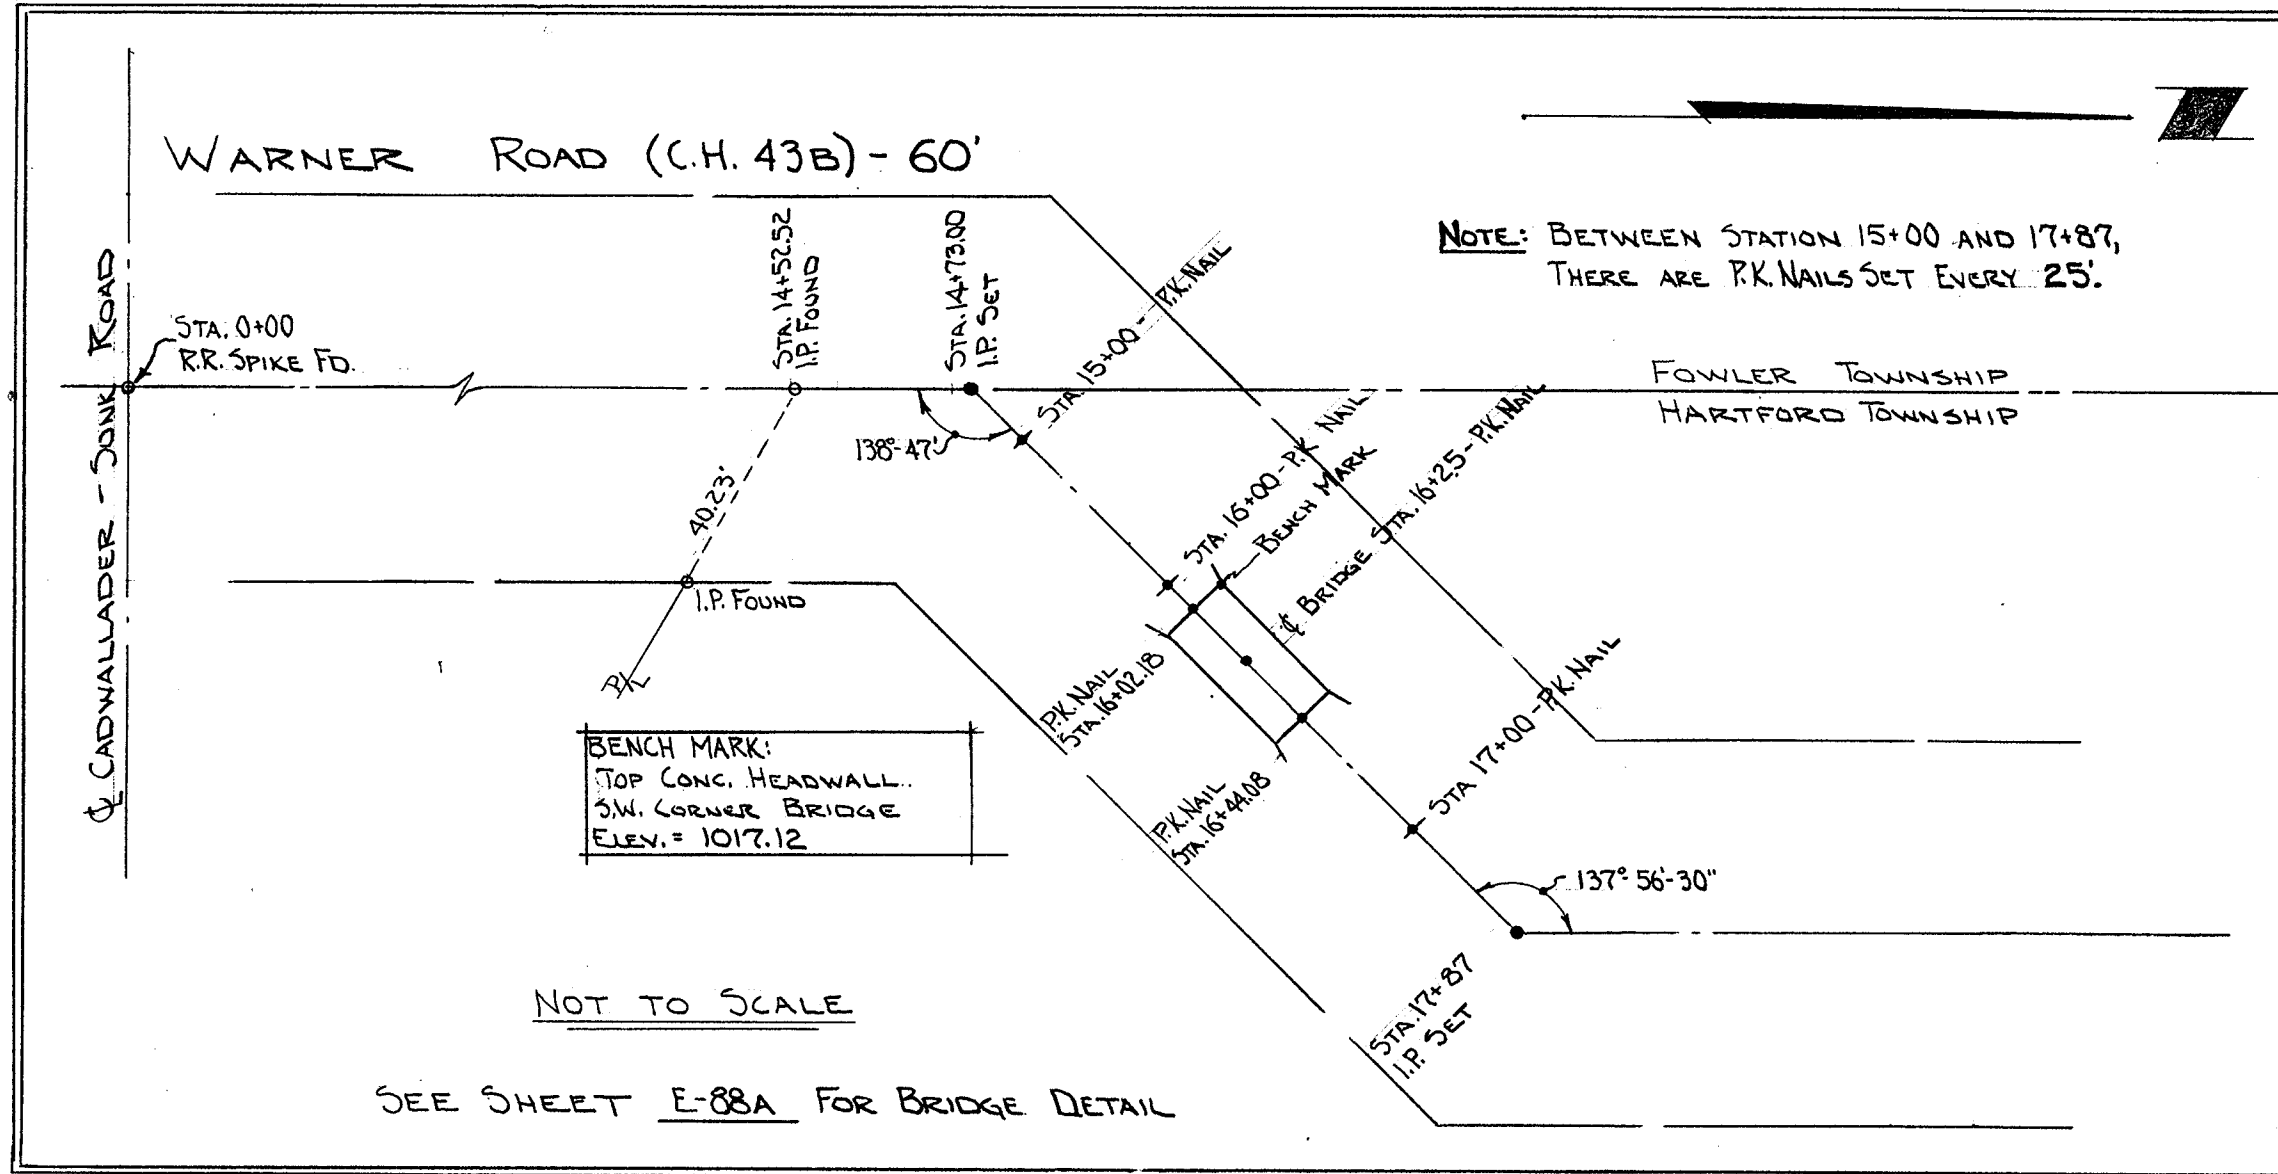 WARNER ROAD (C.H. 43B) - 60'
NOTE: BETWEEN STATION 15+00 AND 17+87,
THERE ARE P.K. NAILS SET EVERY 25'.
℄ CADWALLADER - SONK ROAD
STA. 0+00
R.R. SPIKE FD.
STA. 14+52.52
I.P. FOUND
STA. 14+73.00
I.P. SET
STA. 15+00 - P.K. NAIL
FOWLER TOWNSHIP
HARTFORD TOWNSHIP
138°-47'
STA. 16+00 - P.K. NAIL
BENCH MARK
℄ BRIDGE STA. 16+25 - P.K. NAIL
40.23'
I.P. FOUND
P/L
P.K. NAIL
STA. 16+02.18
P.K. NAIL
STA. 16+44.08
STA 17+00 - P.K. NAIL
BENCH MARK:
TOP CONC. HEADWALL..
S.W. CORNER BRIDGE
ELEV. = 1017.12
137°-56'-30"
STA. 17+87
I.P. SET
NOT TO SCALE
SEE SHEET E-88A FOR BRIDGE DETAIL